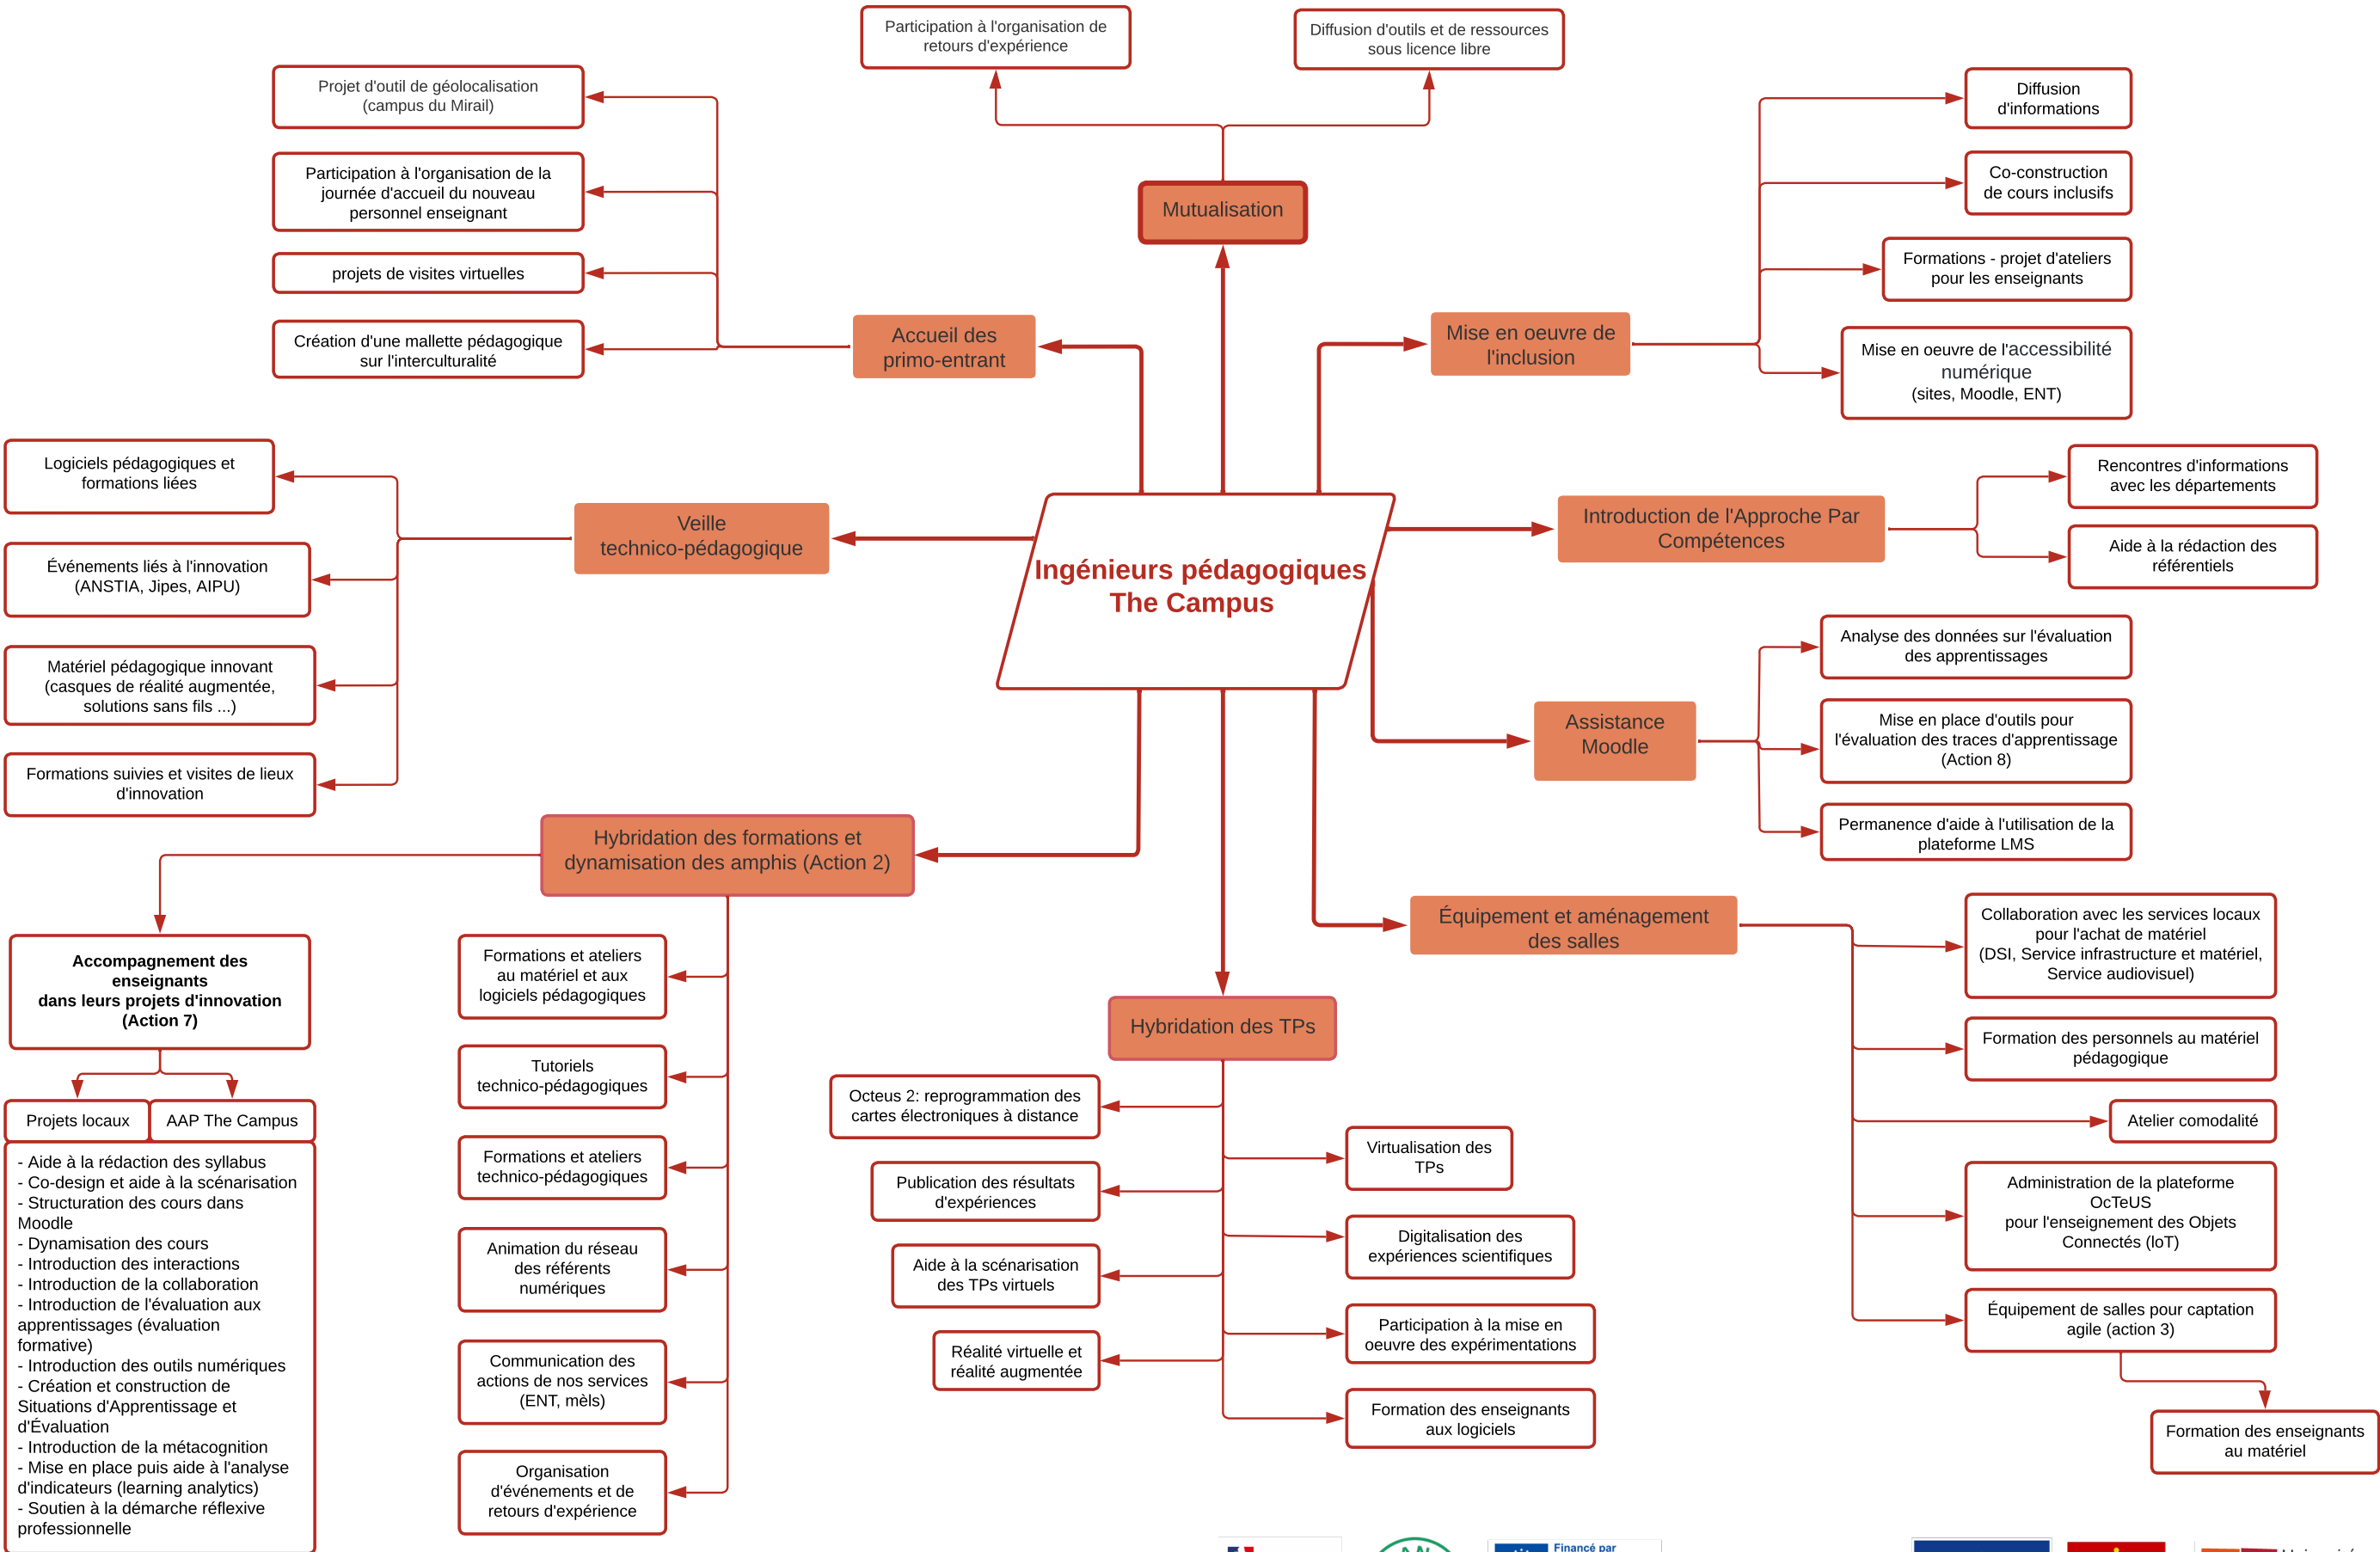 Participation à l'organisation de
retours d'expérience
Diffusion d'outils et de ressources
sous licence libre
Mutualisation
Projet d'outil de géolocalisation
(campus du Mirail)
Participation à l'organisation de la
journée d'accueil du nouveau
personnel enseignant
projets de visites virtuelles
Création d'une mallette pédagogique
sur l'interculturalité
Accueil des
primo-entrant
Mise en oeuvre de
l'inclusion
Diffusion
d'informations
Co-construction
de cours inclusifs
Formations - projet d'ateliers
pour les enseignants
Mise en oeuvre de l'accessibilité
numérique
(sites, Moodle, ENT)
Logiciels pédagogiques et
formations liées
Événements liés à l'innovation
(ANSTIA, Jipes, AIPU)
Matériel pédagogique innovant
(casques de réalité augmentée,
solutions sans fils ...)
Formations suivies et visites de lieux
d'innovation
Veille
technico-pédagogique
Ingénieurs pédagogiques
The Campus
Introduction de l'Approche Par
Compétences
Rencontres d'informations
avec les départements
Aide à la rédaction des
référentiels
Assistance
Moodle
Analyse des données sur l'évaluation
des apprentissages
Mise en place d'outils pour
l'évaluation des traces d'apprentissage
(Action 8)
Permanence d'aide à l'utilisation de la
plateforme LMS
Hybridation des formations et
dynamisation des amphis (Action 2)
Accompagnement des
enseignants
dans leurs projets d'innovation
(Action 7)
Projets locaux
AAP The Campus
- Aide à la rédaction des syllabus
- Co-design et aide à la scénarisation
- Structuration des cours dans
Moodle
- Dynamisation des cours
- Introduction des interactions
- Introduction de la collaboration
- Introduction de l'évaluation aux
apprentissages (évaluation
formative)
- Introduction des outils numériques
- Création et construction de
Situations d'Apprentissage et
d'Évaluation
- Introduction de la métacognition
- Mise en place puis aide à l'analyse
d'indicateurs (learning analytics)
- Soutien à la démarche réflexive
professionnelle
Formations et ateliers
au matériel et aux
logiciels pédagogiques
Tutoriels
technico-pédagogiques
Formations et ateliers
technico-pédagogiques
Animation du réseau
des référents
numériques
Communication des
actions de nos services
(ENT, mèls)
Organisation
d'événements et de
retours d'expérience
Hybridation des TPs
Octeus 2: reprogrammation des
cartes électroniques à distance
Publication des résultats
d'expériences
Aide à la scénarisation
des TPs virtuels
Réalité virtuelle et
réalité augmentée
Virtualisation des
TPs
Digitalisation des
expériences scientifiques
Participation à la mise en
oeuvre des expérimentations
Formation des enseignants
aux logiciels
Équipement et aménagement
des salles
Collaboration avec les services locaux
pour l'achat de matériel
(DSI, Service infrastructure et matériel,
Service audiovisuel)
Formation des personnels au matériel
pédagogique
Atelier comodalité
Administration de la plateforme
OcTeUS
pour l'enseignement des Objets
Connectés (IoT)
Équipement de salles pour captation
agile (action 3)
Formation des enseignants
au matériel
Financé par